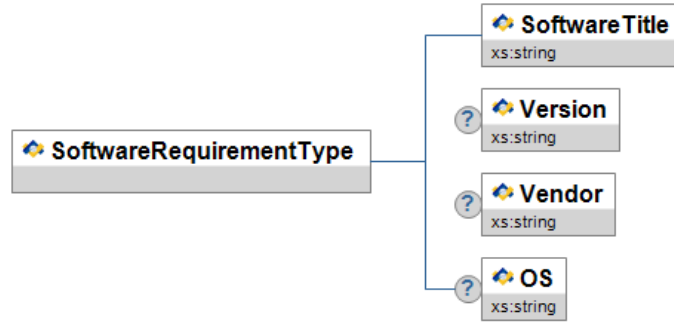 SoftwareTitle
xs:string
? Version
xs:string
SoftwareRequirementType
? Vendor
xs:string
? OS
xs:string